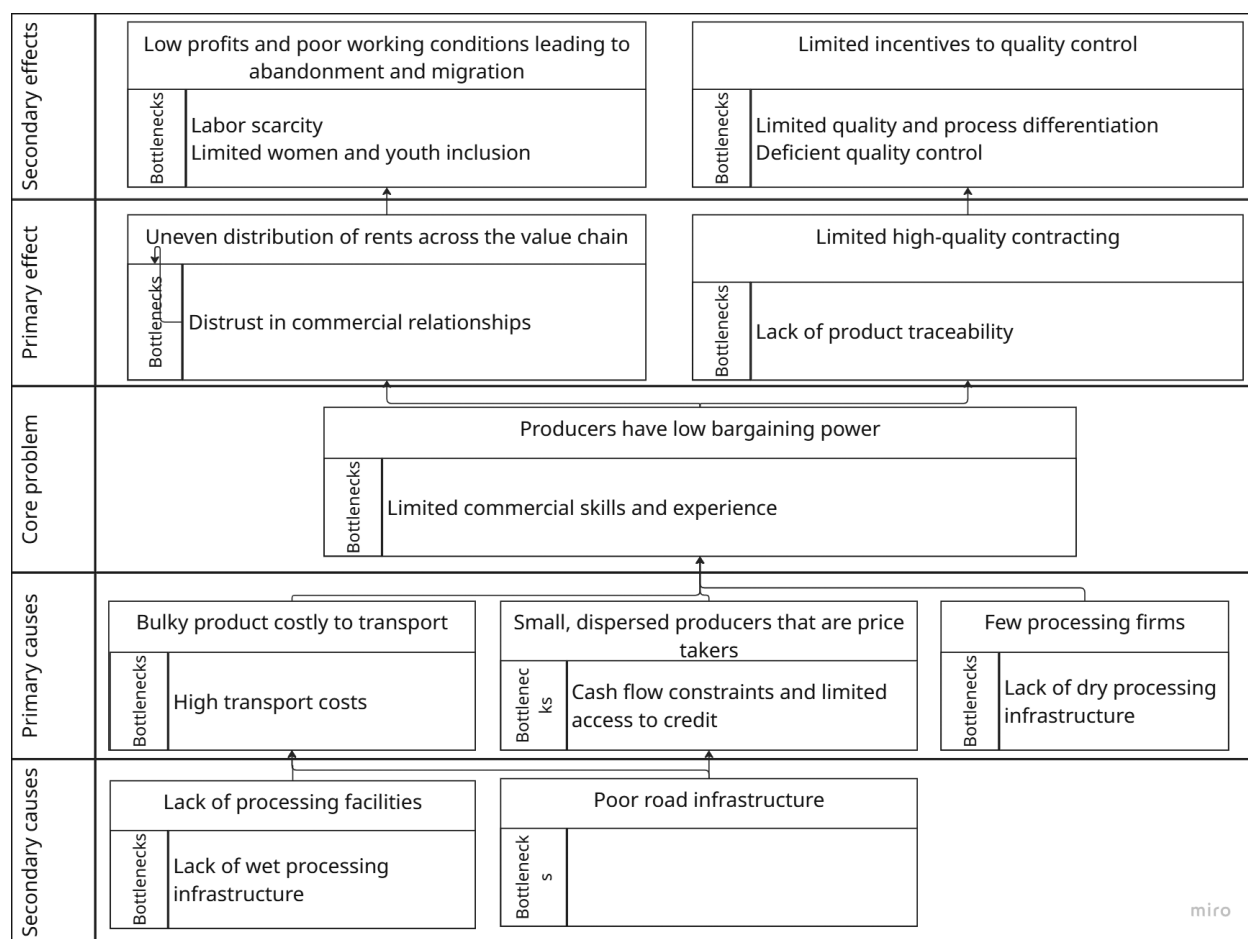 Secondary effects
Low profits and poor working conditions leading to
abandonment and migration
Bottlenecks
Labor scarcity
Limited women and youth inclusion
Limited incentives to quality control
Bottlenecks
Limited quality and process differentiation
Deficient quality control
Primary effect
Uneven distribution of rents across the value chain
Bottlenecks
Distrust in commercial relationships
Limited high-quality contracting
Bottlenecks
Lack of product traceability
Core problem
Producers have low bargaining power
Bottlenecks
Limited commercial skills and experience
Primary causes
Bulky product costly to transport
Bottlenecks
High transport costs
Small, dispersed producers that are price
takers
Bottlenec
ks
Cash flow constraints and limited
access to credit
Few processing firms
Bottlenecks
Lack of dry processing
infrastructure
Secondary causes
Lack of processing facilities
Bottlenecks
Lack of wet processing
infrastructure
Poor road infrastructure
Bottleneck
s
miro